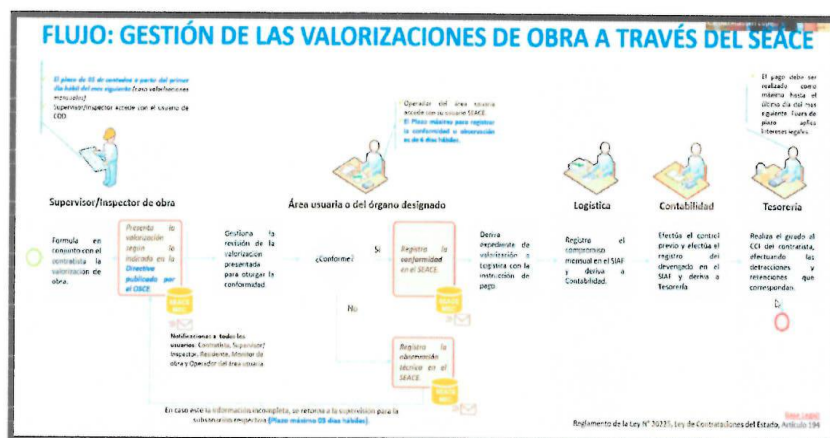 FLUJO: GESTIÓN DE LAS VALORIZACIONES DE OBRA A TRAVÉS DEL SEACE
El plazo de 05 de contados a partir del primer
día hábil del mes siguiente (caso valorizaciones
mensuales)
Supervisor/Inspector accede con el usuario de
COD
Operador del área usuaria
accede con su usuario SEACE.
El Plazo máximo para registrar
la conformidad u observación
es de 6 días hábiles.
El pago debe ser
realizado como
máximo hasta el
último día del mes
siguiente. Fuera de
plazo aplica
intereses legales.
Supervisor/Inspector de obra
Área usuaria o del órgano designado
Logística
Contabilidad
Tesorería
Formula en
conjunto con el
contratista la
valorización de
obra.
Presenta la
valorización
según lo
indicado en la
Directiva
publicado por
el OSCE.
Gestiona la
revisión de la
valorización
presentada
para otorgar la
conformidad.
¿Conforme?
Si
No
Registra la
conformidad
en el SEACE.
Registra la
observación
técnica en el
SEACE.
Deriva
expediente de
valorización a
Logística con la
instrucción de
pago.
Registra el
compromiso
mensual en el SIAF
y deriva a
Contabilidad.
Efectúa el control
previo y efectúa el
registro del
devengado en el
SIAF y deriva a
Tesorería
Realiza el girado al
CCI del contratista,
efectuando las
detracciones y
retenciones que
correspondan.
Notificaciones a todos los
usuarios: Contratista, Supervisor/
Inspector, Residente, Monitor de
obra y Operador del área usuaria
En caso esté la información incompleta, se retorna a la supervisión para la
subsanación respectiva (Plazo máximo 03 días hábiles).
Base Legal
Reglamento de la Ley N° 30225, Ley de Contrataciones del Estado, Artículo 194